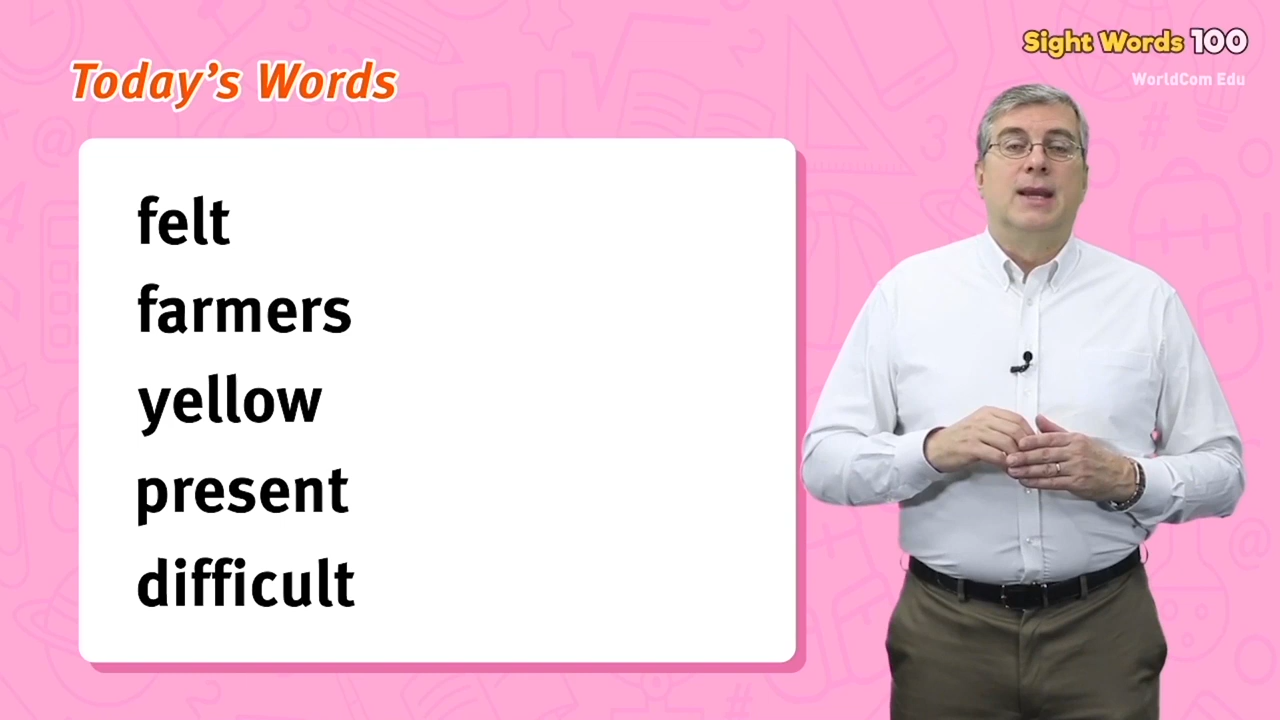 Today's Words
Sight Words 100
WorldCom Edu
felt
farmers
yellow
present
difficult